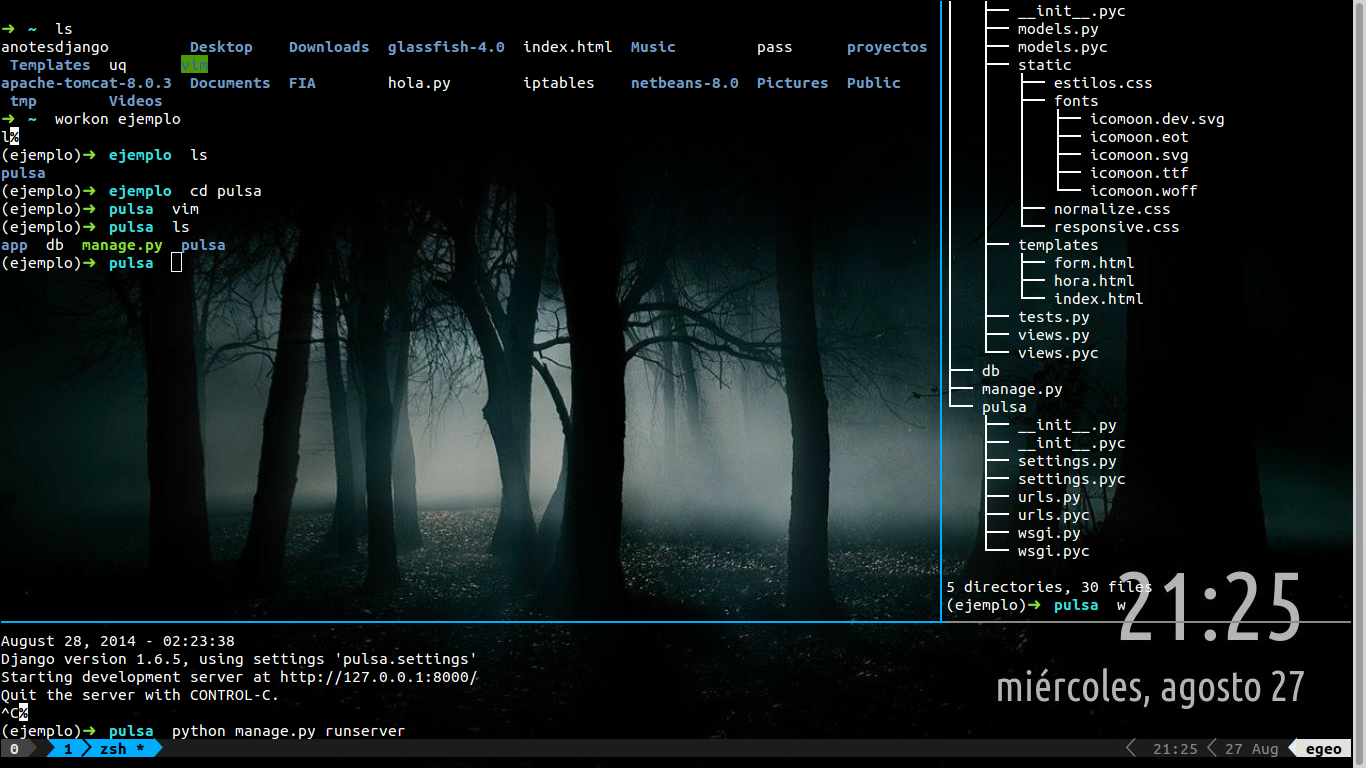 ➜  ~  ls
anotesdjango         Desktop    Downloads  glassfish-4.0  index.html  Music       pass      proyectos
 Templates  uq      vim
apache-tomcat-8.0.3  Documents  FIA        hola.py        iptables    netbeans-8.0  Pictures  Public
 tmp        Videos
➜  ~  workon ejemplo
l%
(ejemplo)➜  ejemplo  ls
pulsa
(ejemplo)➜  ejemplo  cd pulsa
(ejemplo)➜  pulsa  vim
(ejemplo)➜  pulsa  ls
app  db  manage.py  pulsa
(ejemplo)➜  pulsa
__init__.pyc
models.py
models.pyc
static
estilos.css
fonts
icomoon.dev.svg
icomoon.eot
icomoon.svg
icomoon.ttf
icomoon.woff
normalize.css
responsive.css
templates
form.html
hora.html
index.html
tests.py
views.py
views.pyc
db
manage.py
pulsa
__init__.py
__init__.pyc
settings.py
settings.pyc
urls.py
urls.pyc
wsgi.py
wsgi.pyc
5 directories, 30 files
(ejemplo)➜  pulsa  w
21:25
miércoles, agosto 27
August 28, 2014 - 02:23:38
Django version 1.6.5, using settings 'pulsa.settings'
Starting development server at http://127.0.0.1:8000/
Quit the server with CONTROL-C.
^C%
(ejemplo)➜  pulsa  python manage.py runserver
0  1  zsh *  21:25  27 Aug  egeo